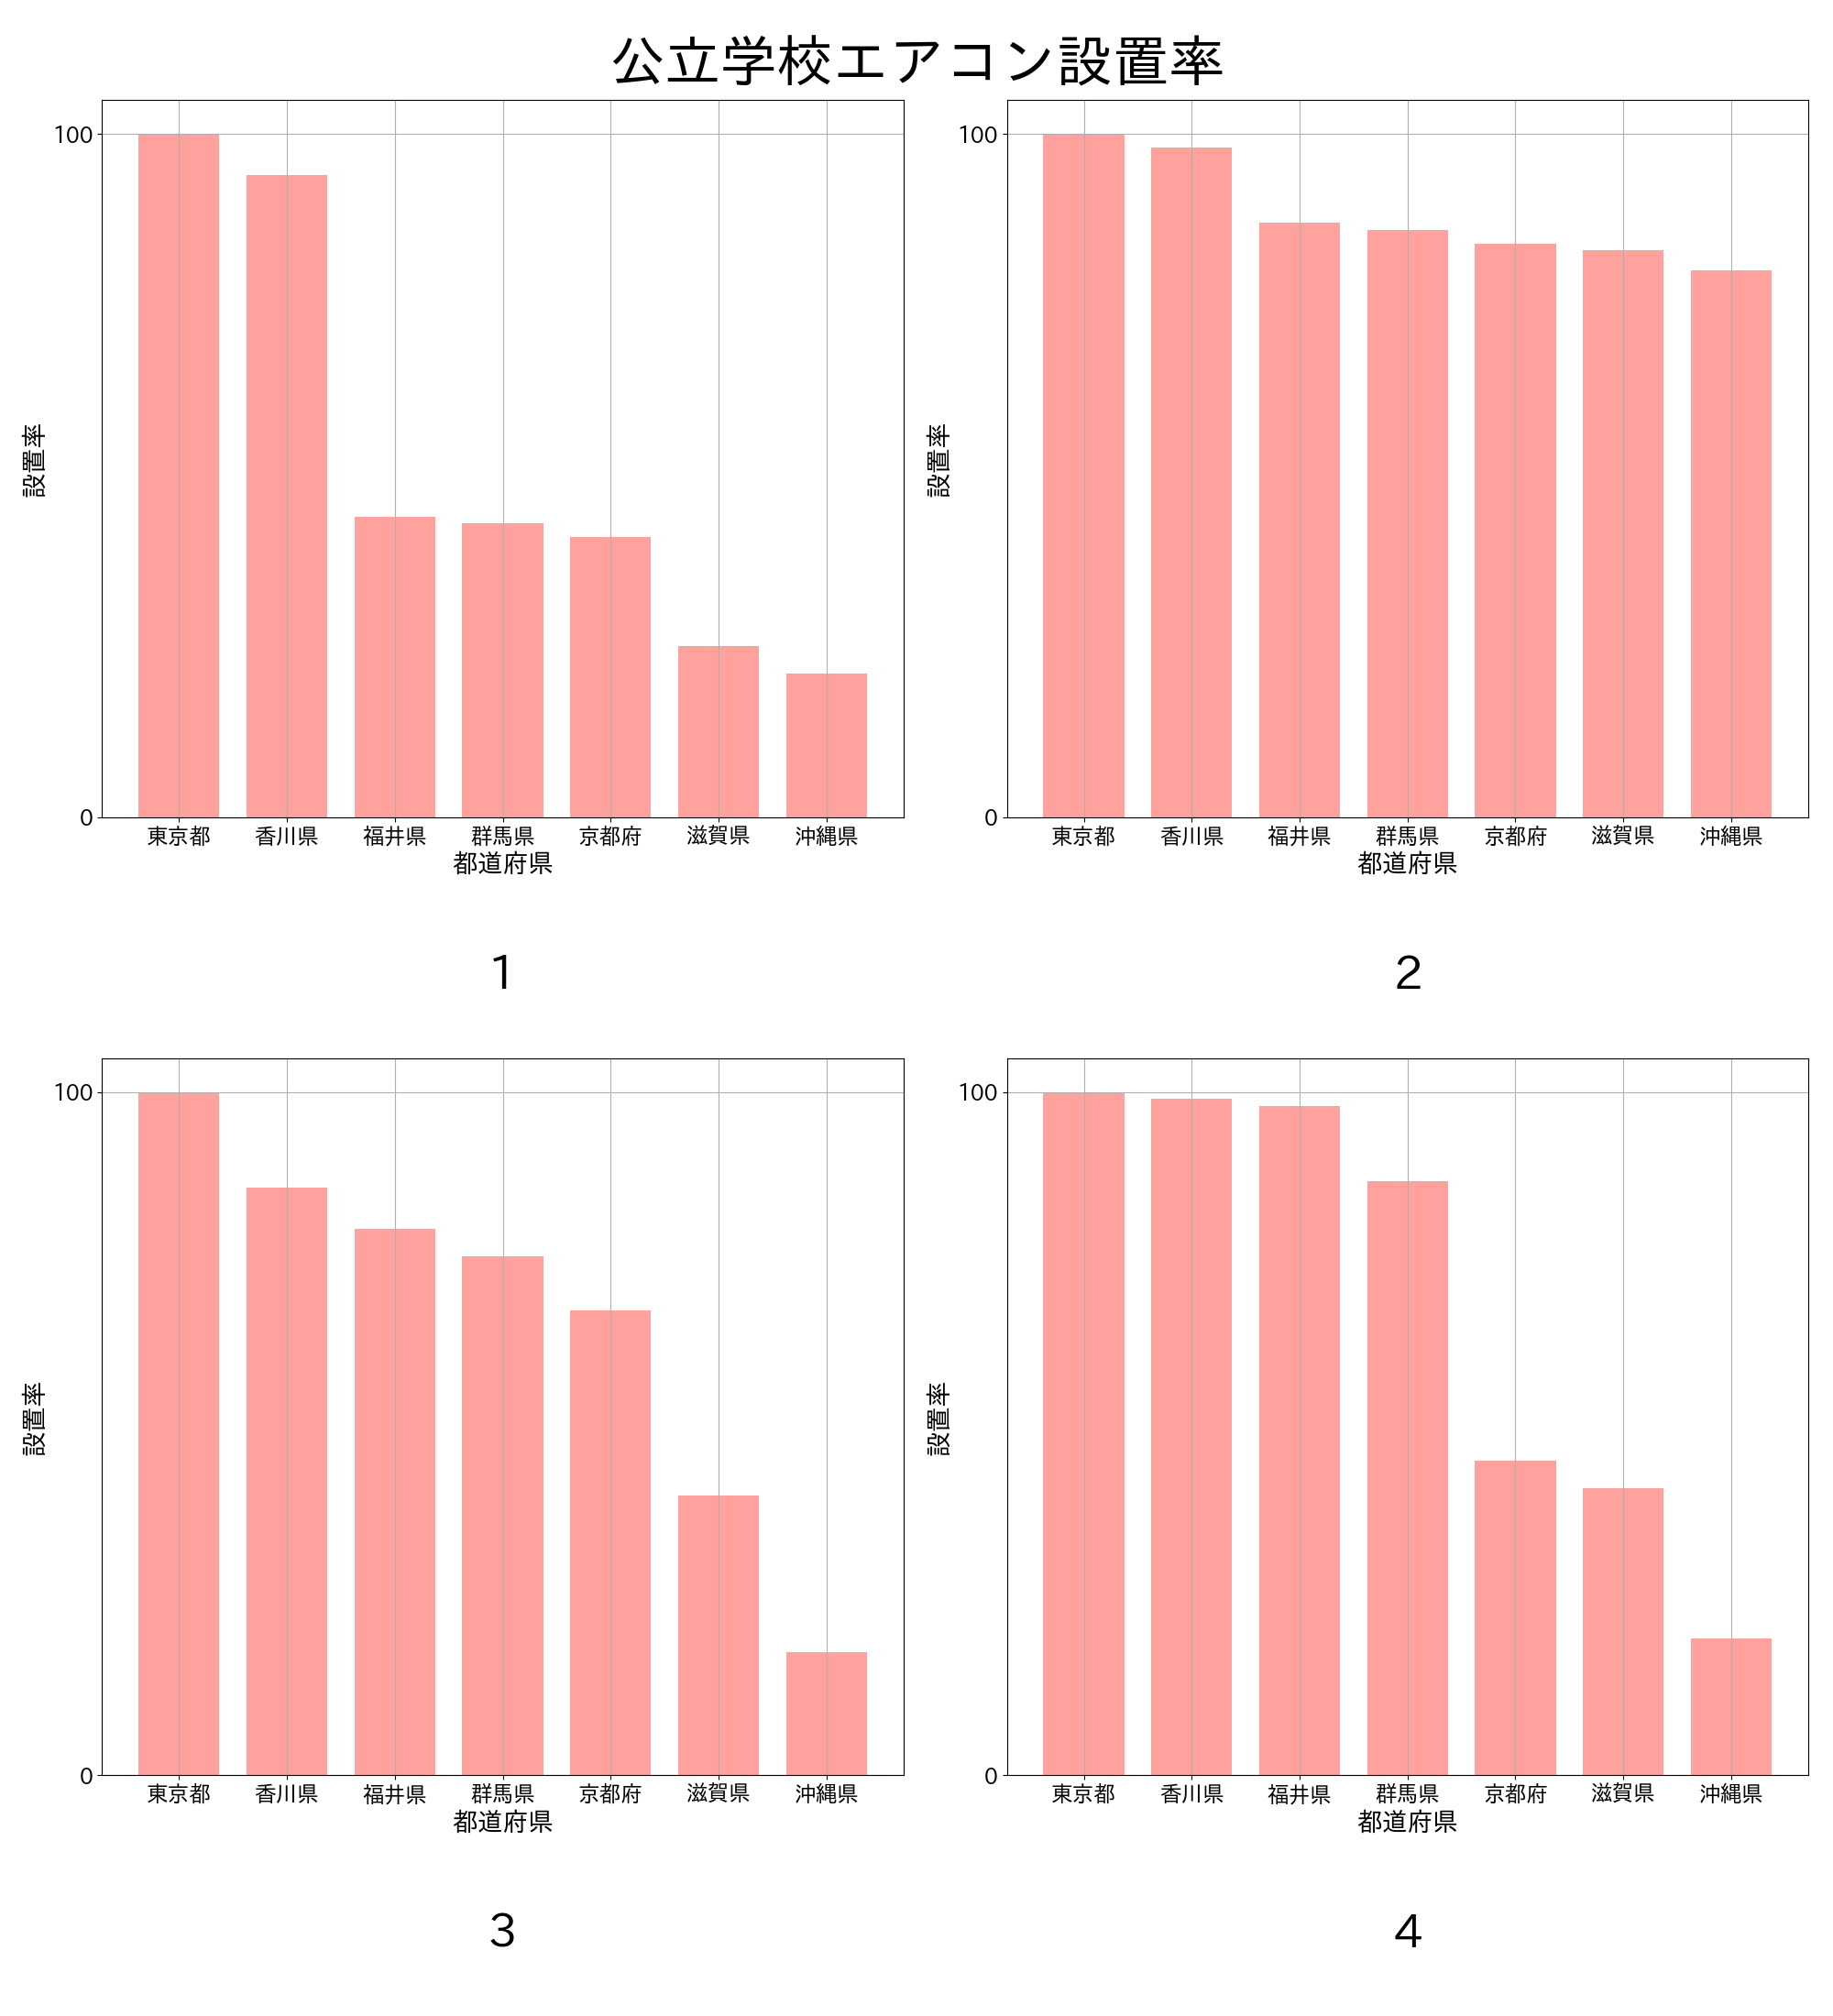 公立学校エアコン設置率
100
設置率
0
東京都 香川県 福井県 群馬県 京都府 滋賀県 沖縄県
都道府県
1
100
設置率
0
東京都 香川県 福井県 群馬県 京都府 滋賀県 沖縄県
都道府県
2
100
設置率
0
東京都 香川県 福井県 群馬県 京都府 滋賀県 沖縄県
都道府県
3
100
設置率
0
東京都 香川県 福井県 群馬県 京都府 滋賀県 沖縄県
都道府県
4